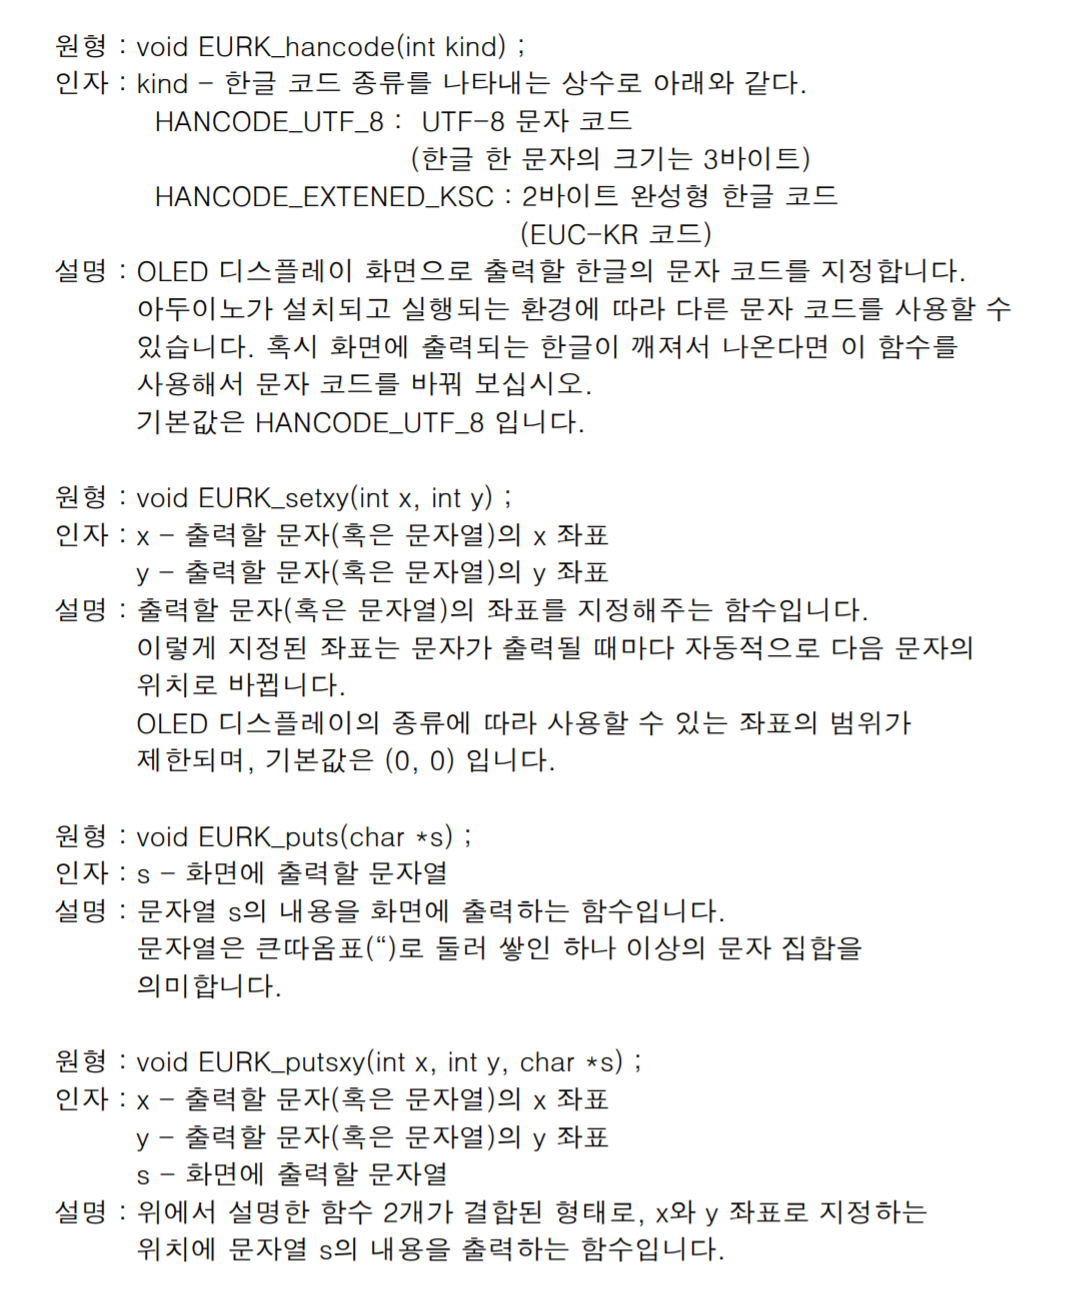 원형 : void EURK_hancode(int kind) ;
인자 : kind - 한글 코드 종류를 나타내는 상수로 아래와 같다.
HANCODE_UTF_8 : UTF-8 문자 코드
(한글 한 문자의 크기는 3바이트)
HANCODE_EXTENED_KSC : 2바이트 완성형 한글 코드
(EUC-KR 코드)
설명 : OLED 디스플레이 화면으로 출력할 한글의 문자 코드를 지정합니다.
아두이노가 설치되고 실행되는 환경에 따라 다른 문자 코드를 사용할 수
있습니다. 혹시 화면에 출력되는 한글이 깨져서 나온다면 이 함수를
사용해서 문자 코드를 바꿔 보십시오.
기본값은 HANCODE_UTF_8 입니다.
원형 : void EURK_setxy(int x, int y) ;
인자 : x - 출력할 문자(혹은 문자열)의 x 좌표
y - 출력할 문자(혹은 문자열)의 y 좌표
설명 : 출력할 문자(혹은 문자열)의 좌표를 지정해주는 함수입니다.
이렇게 지정된 좌표는 문자가 출력될 때마다 자동적으로 다음 문자의
위치로 바뀝니다.
OLED 디스플레이의 종류에 따라 사용할 수 있는 좌표의 범위가
제한되며, 기본값은 (0, 0) 입니다.
원형 : void EURK_puts(char *s) ;
인자 : s - 화면에 출력할 문자열
설명 : 문자열 s의 내용을 화면에 출력하는 함수입니다.
문자열은 큰따옴표(“)로 둘러 쌓인 하나 이상의 문자 집합을
의미합니다.
원형 : void EURK_putsxy(int x, int y, char *s) ;
인자 : x - 출력할 문자(혹은 문자열)의 x 좌표
y - 출력할 문자(혹은 문자열)의 y 좌표
s - 화면에 출력할 문자열
설명 : 위에서 설명한 함수 2개가 결합된 형태로, x와 y 좌표로 지정하는
위치에 문자열 s의 내용을 출력하는 함수입니다.